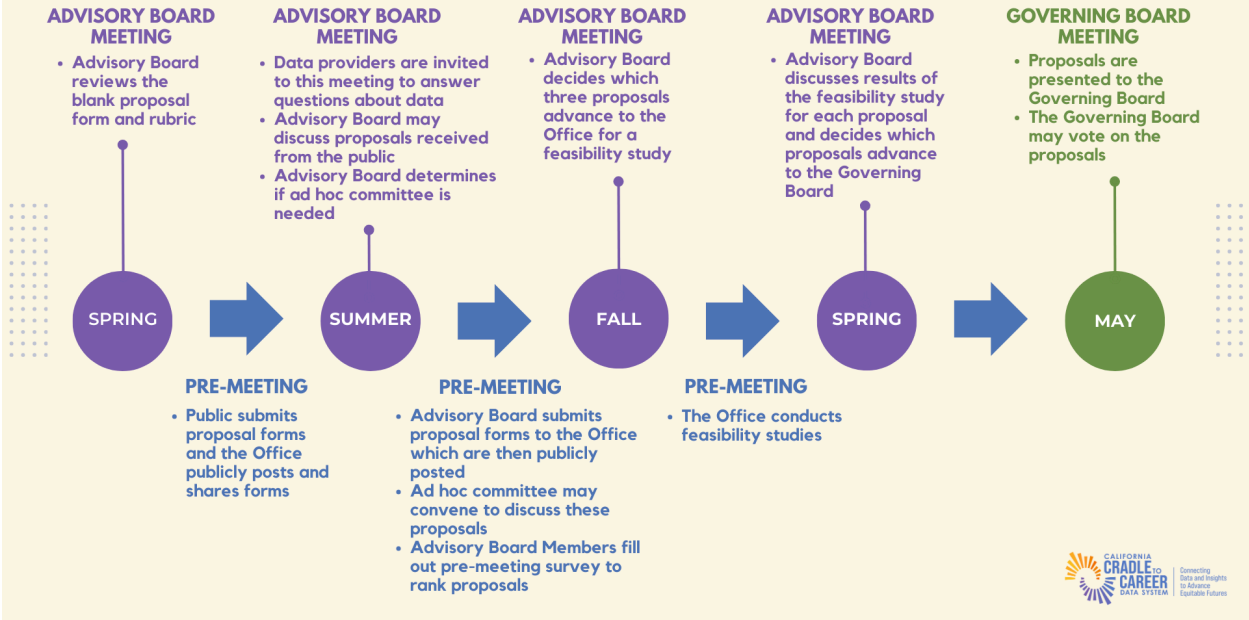 ADVISORY BOARD
MEETING
• Advisory Board
reviews the
blank proposal
form and rubric
ADVISORY BOARD
MEETING
• Data providers are invited
to this meeting to answer
questions about data
• Advisory Board may
discuss proposals received
from the public
• Advisory Board determines
if ad hoc committee is
needed
ADVISORY BOARD
MEETING
• Advisory Board
decides which
three proposals
advance to the
Office for a
feasibility study
ADVISORY BOARD
MEETING
• Advisory Board
discusses results of
the feasibility study
for each proposal
and decides which
proposals advance
to the Governing
Board
GOVERNING BOARD
MEETING
• Proposals are
presented to the
Governing Board
• The Governing Board
may vote on the
proposals
SPRING
SUMMER
FALL
SPRING
MAY
PRE-MEETING
• Public submits
proposal forms
and the Office
publicly posts and
shares forms
PRE-MEETING
• Advisory Board submits
proposal forms to the Office
which are then publicly
posted
• Ad hoc committee may
convene to discuss these
proposals
• Advisory Board Members fill
out pre-meeting survey to
rank proposals
PRE-MEETING
• The Office conducts
feasibility studies
CALIFORNIA
CRADLE TO
CAREER
DATA SYSTEM
Connecting
Data and Insights
to Advance
Equitable Futures